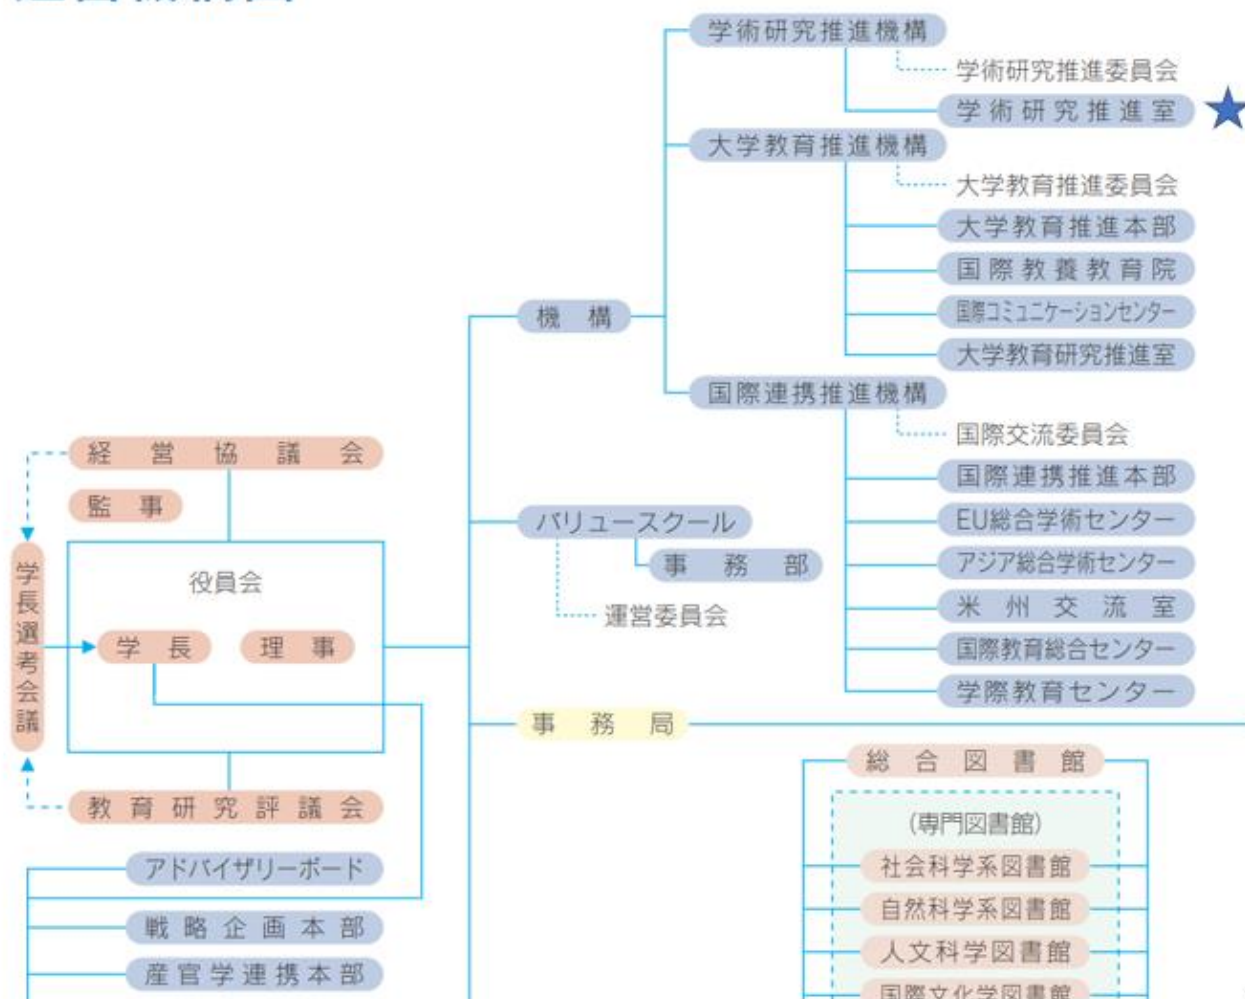 学術研究推進機構
学術研究推進委員会
学術研究推進室
大学教育推進機構
大学教育推進委員会
大学教育推進本部
国際教養教育院
国際コミュニケーションセンター
大学教育研究推進室
機構
国際連携推進機構
国際交流委員会
国際連携推進本部
EU総合学術センター
アジア総合学術センター
米州交流室
国際教育総合センター
学際教育センター
バリュースクール
事務部
運営委員会
経営協議会
監事
学長選考会議
役員会
学長
理事
教育研究評議会
事務局
アドバイザリーボード
戦略企画本部
産官学連携本部
総合図書館
(専門図書館)
社会科学系図書館
自然科学系図書館
人文科学図書館
国際文化学図書館